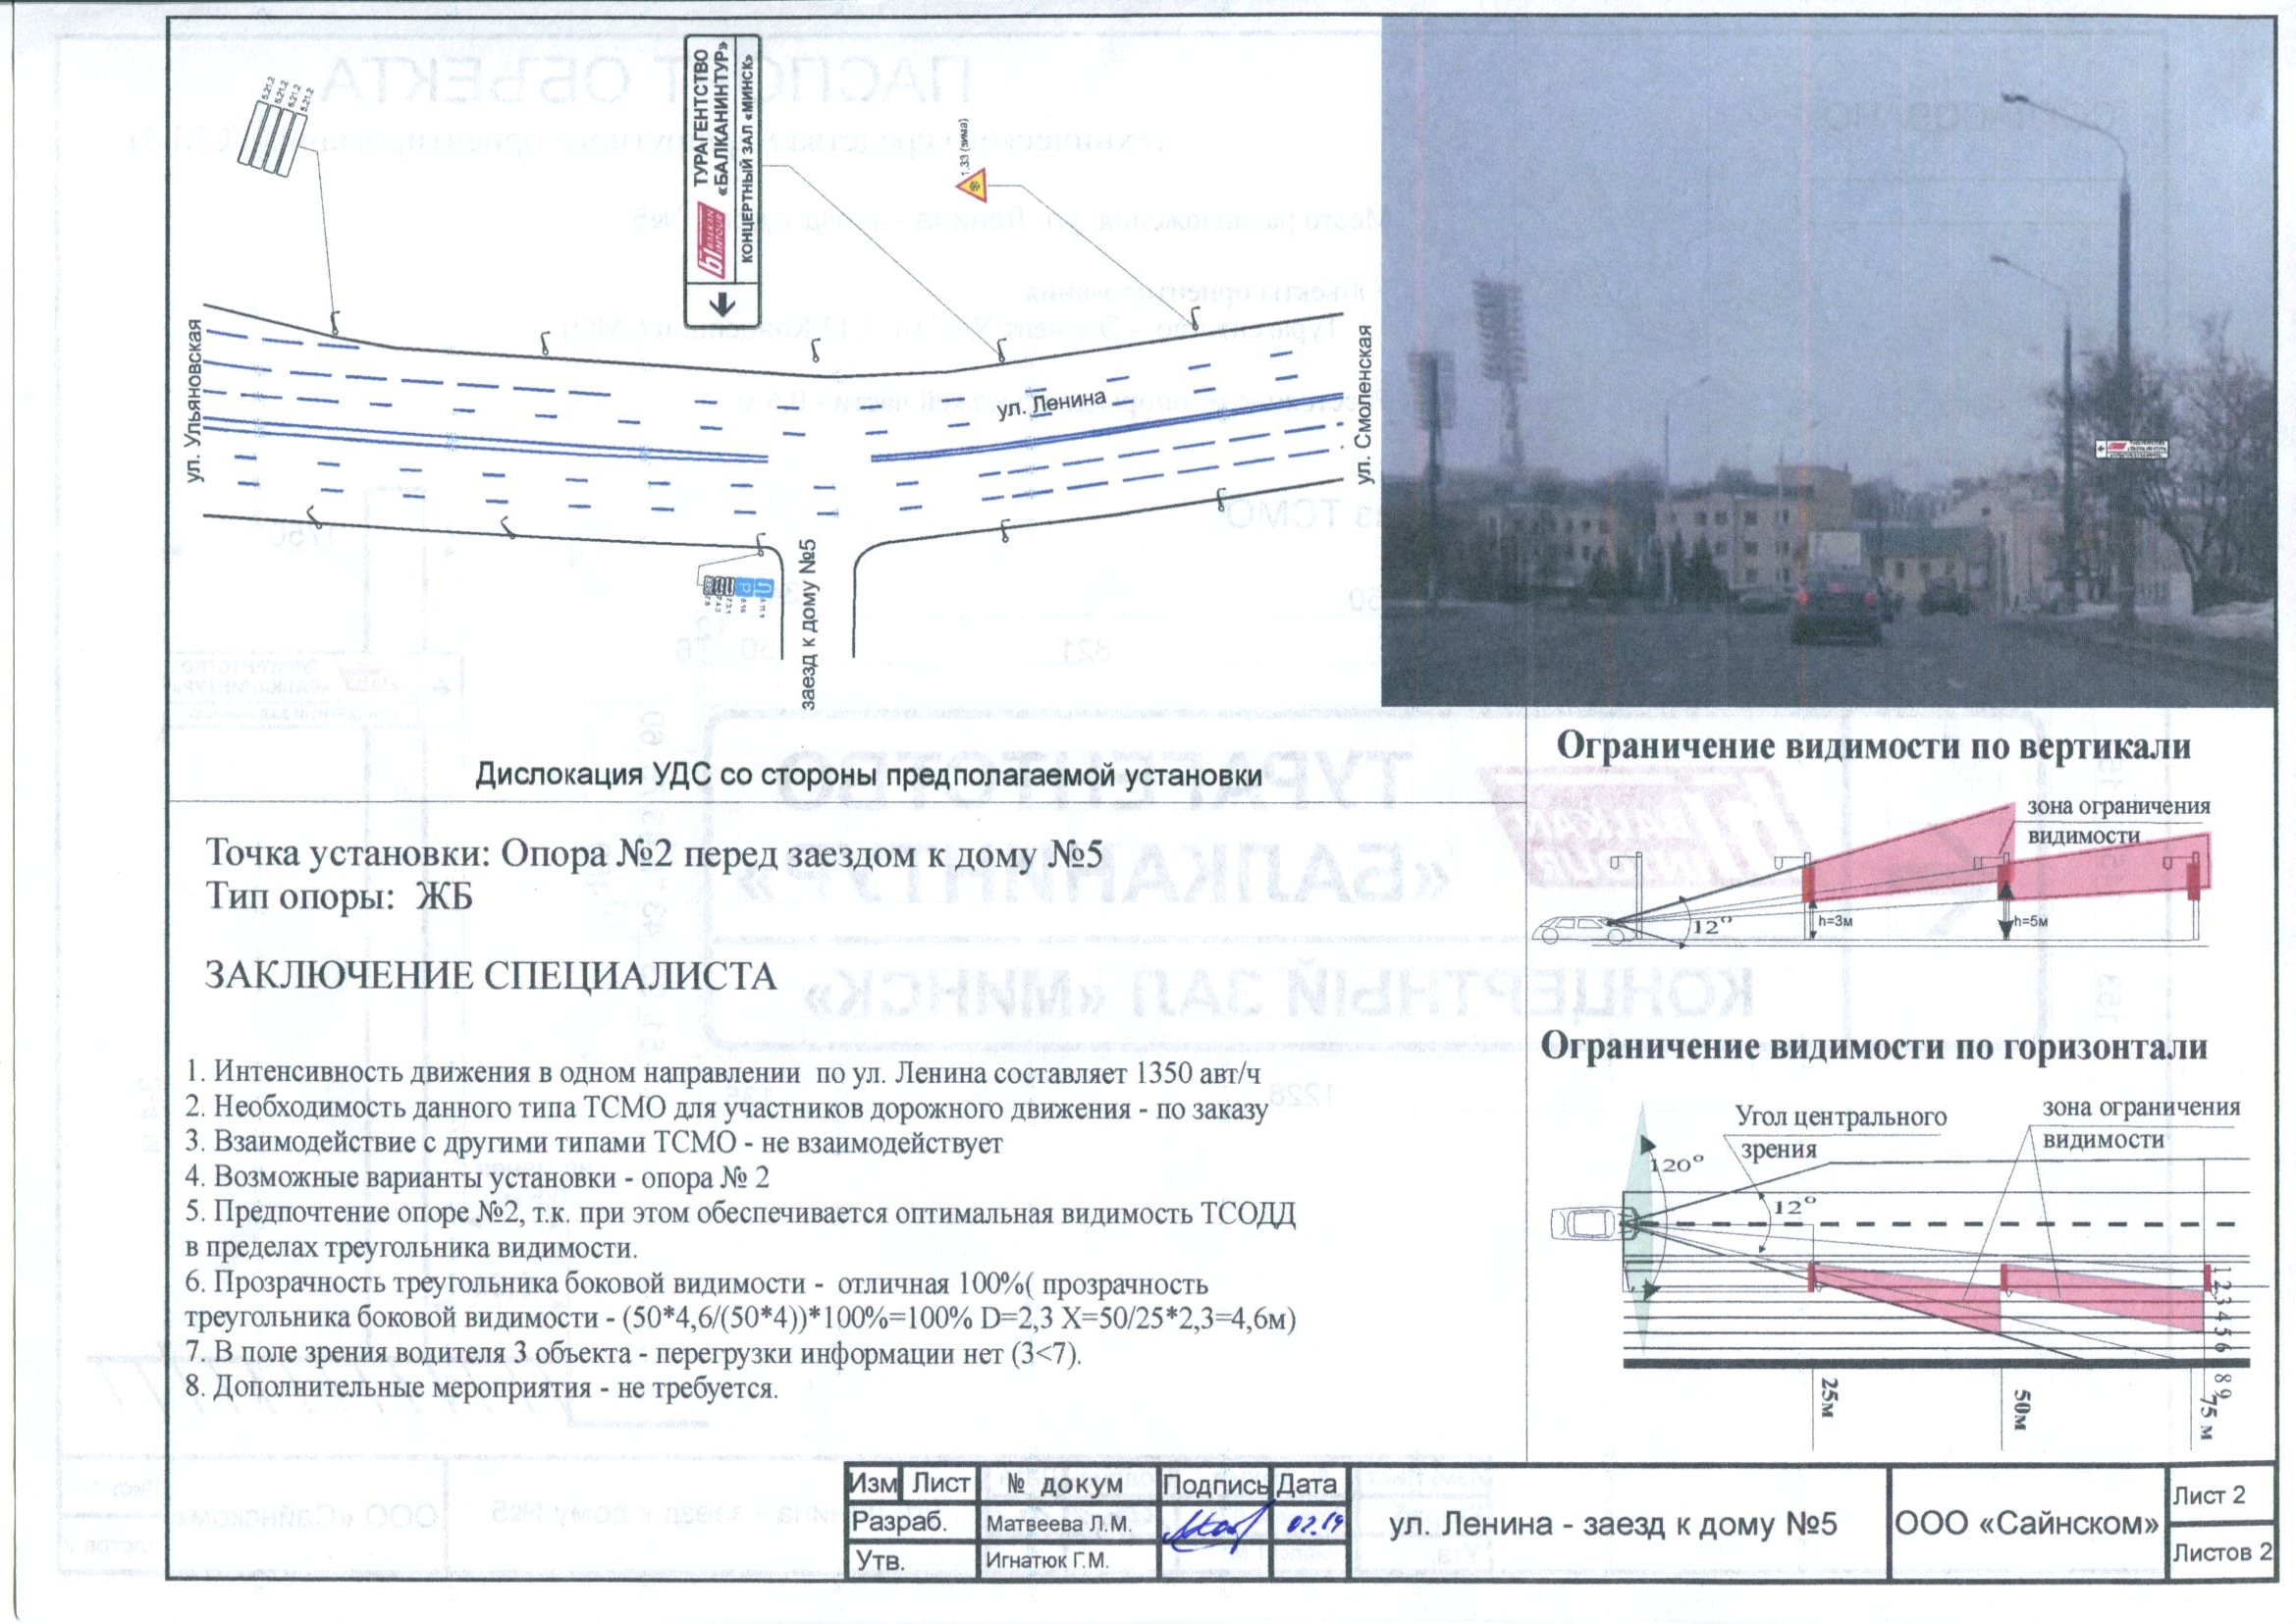 5.21.2
5.21.2
5.21.2
5.21.2
ТУРАГЕНТСТВО
«БАЛКАНИНТУР»
BALKAN
INTOUR
КОНЦЕРТНЫЙ ЗАЛ «МИНСК»
1.33 (зима)
ул. Ульяновская
ул. Ленина
ул. Смоленская
заезд к дому №5
Дислокация УДС со стороны предполагаемой установки
Точка установки: Опора №2 перед заездом к дому №5
Тип опоры: ЖБ
ЗАКЛЮЧЕНИЕ СПЕЦИАЛИСТА
1. Интенсивность движения в одном направлении по ул. Ленина составляет 1350 авт/ч
2. Необходимость данного типа ТСМО для участников дорожного движения - по заказу
3. Взаимодействие с другими типами ТСМО - не взаимодействует
4. Возможные варианты установки - опора № 2
5. Предпочтение опоре №2, т.к. при этом обеспечивается оптимальная видимость ТСОДД
в пределах треугольника видимости.
6. Прозрачность треугольника боковой видимости - отличная 100%( прозрачность
треугольника боковой видимости - (50*4,6/(50*4))*100%=100% D=2,3 X=50/25*2,3=4,6м)
7. В поле зрения водителя 3 объекта - перегрузки информации нет (3<7).
8. Дополнительные мероприятия - не требуется.
Ограничение видимости по вертикали
зона ограничения
видимости
12°
h=3м
h=5м
Ограничение видимости по горизонтали
Угол центрального
зрения
зона ограничения
видимости
120°
12°
1 2 3 4 5 6
8 9
25м
50м
75 м
Изм Лист № докум Подпись Дата
Разраб. Матвеева Л.М. 02.14
Утв. Игнатюк Г.М.
ул. Ленина - заезд к дому №5
ООО «Сайнском»
Лист 2
Листов 2